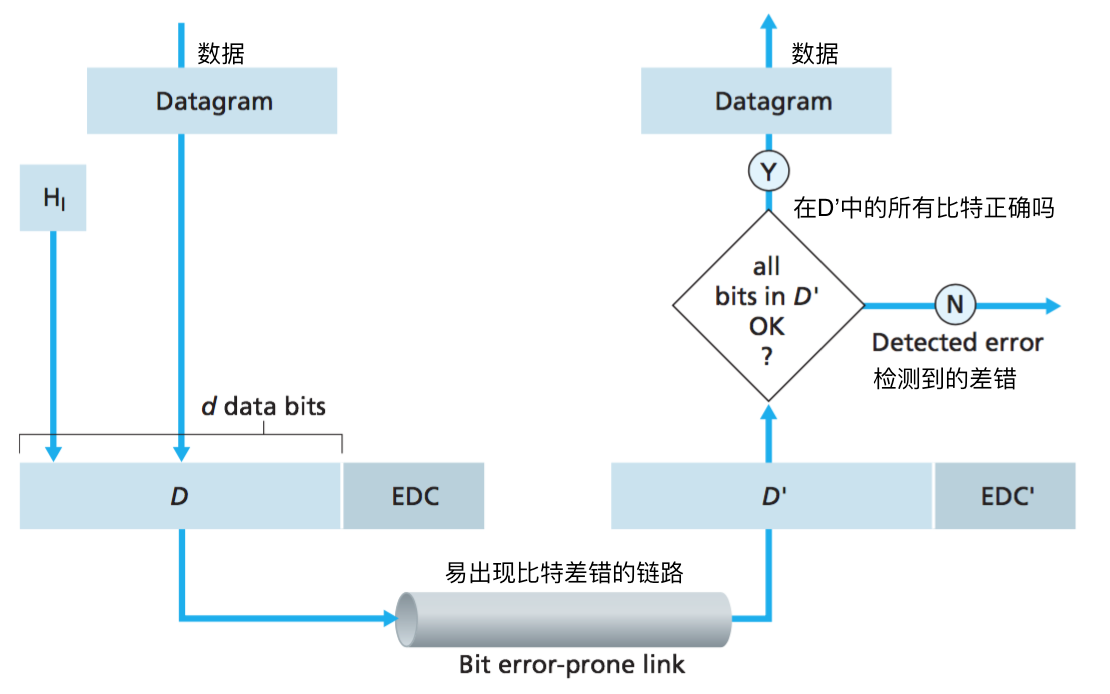 数据
Datagram
H_I
d data bits
D
EDC
易出现比特差错的链路
Bit error-prone link
数据
Datagram
Y
在D’中的所有比特正确吗
all
bits in D'
OK
?
N
Detected error
检测到的差错
D'
EDC'